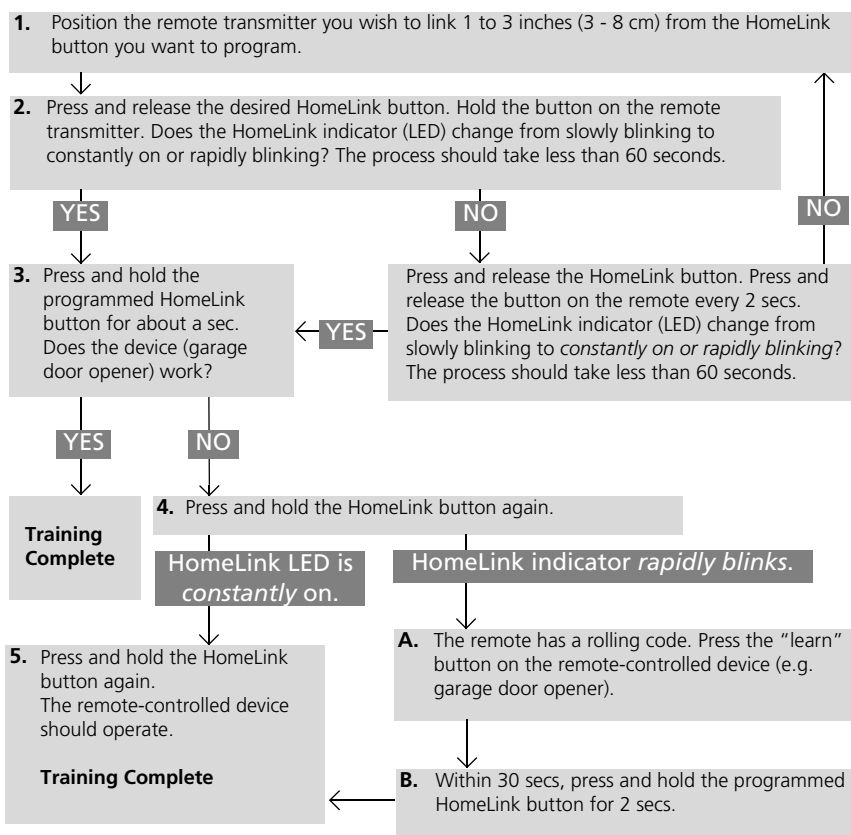 1. Position the remote transmitter you wish to link 1 to 3 inches (3 - 8 cm) from the HomeLink
button you want to program.
2. Press and release the desired HomeLink button. Hold the button on the remote
transmitter. Does the HomeLink indicator (LED) change from slowly blinking to
constantly on or rapidly blinking? The process should take less than 60 seconds.
YES
NO
NO
3. Press and hold the
programmed HomeLink
button for about a sec.
Does the device (garage
door opener) work?
YES
Press and release the HomeLink button. Press and
release the button on the remote every 2 secs.
Does the HomeLink indicator (LED) change from
slowly blinking to constantly on or rapidly blinking?
The process should take less than 60 seconds.
YES
NO
Training
Complete
4. Press and hold the HomeLink button again.
HomeLink LED is
constantly on.
HomeLink indicator rapidly blinks.
5. Press and hold the HomeLink
button again.
The remote-controlled device
should operate.
Training Complete
A. The remote has a rolling code. Press the “learn”
button on the remote-controlled device (e.g.
garage door opener).
B. Within 30 secs, press and hold the programmed
HomeLink button for 2 secs.